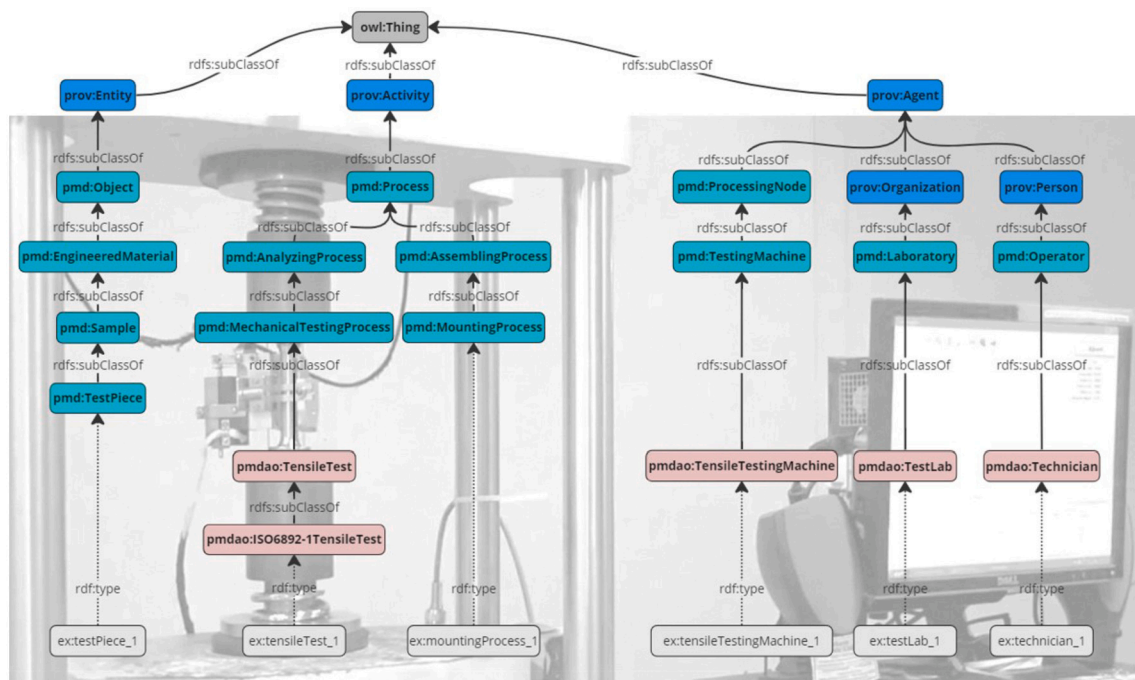 owl:Thing
rdfs:subClassOf
rdfs:subClassOf
rdfs:subClassOf
prov:Entity
prov:Activity
prov:Agent
rdfs:subClassOf
rdfs:subClassOf
rdfs:subClassOf
rdfs:subClassOf
rdfs:subClassOf
pmd:Object
pmd:Process
pmd:ProcessingNode
prov:Organization
prov:Person
rdfs:subClassOf
rdfs:subClassOf
rdfs:subClassOf
rdfs:subClassOf
rdfs:subClassOf
rdfs:subClassOf
pmd:EngineeredMaterial
pmd:AnalyzingProcess
pmd:AssemblingProcess
pmd:TestingMachine
pmd:Laboratory
pmd:Operator
rdfs:subClassOf
rdfs:subClassOf
rdfs:subClassOf
pmd:Sample
pmd:MechanicalTestingProcess
pmd:MountingProcess
rdfs:subClassOf
rdfs:subClassOf
rdfs:subClassOf
rdfs:subClassOf
rdfs:subClassOf
pmd:TestPiece
pmdao:TensileTest
pmdao:TensileTestingMachine
pmdao:TestLab
pmdao:Technician
rdfs:subClassOf
pmdao:ISO6892-1TensileTest
rdf:type
rdf:type
rdf:type
rdf:type
rdf:type
rdf:type
DELL
ex:testPiece_1
ex:tensileTest_1
ex:mountingProcess_1
ex:tensileTestingMachine_1
ex:testLab_1
ex:technician_1